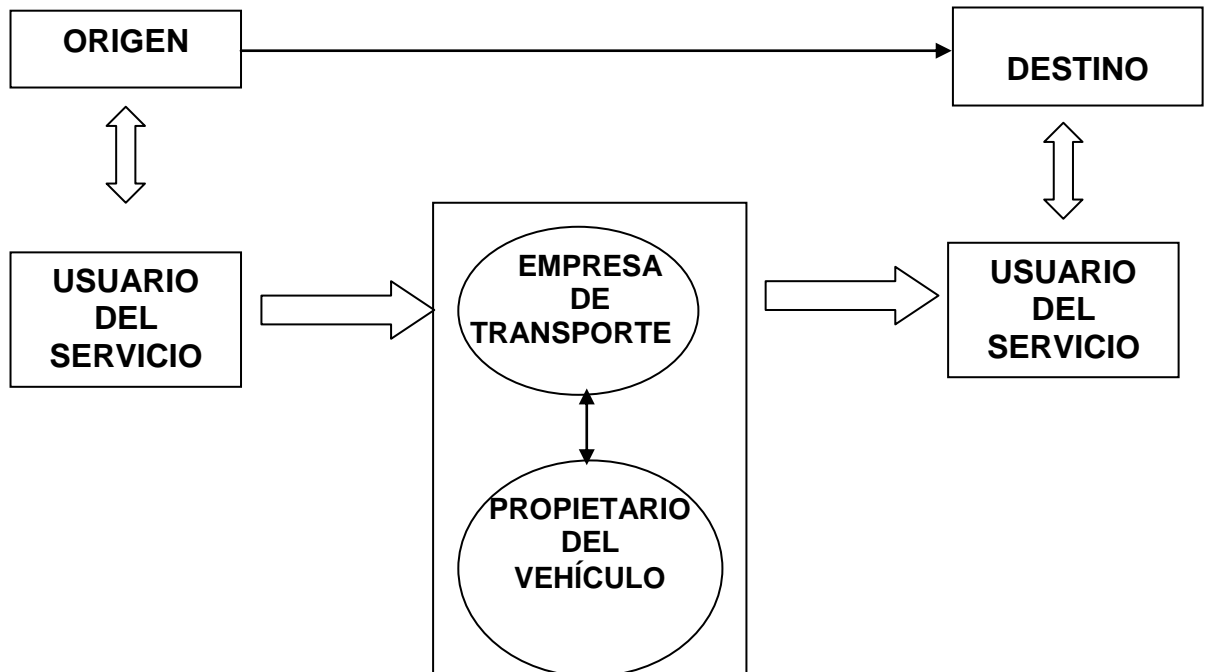 ORIGEN
DESTINO
USUARIO
DEL
SERVICIO
EMPRESA
DE
TRANSPORTE
USUARIO
DEL
SERVICIO
PROPIETARIO
DEL
VEHÍCULO